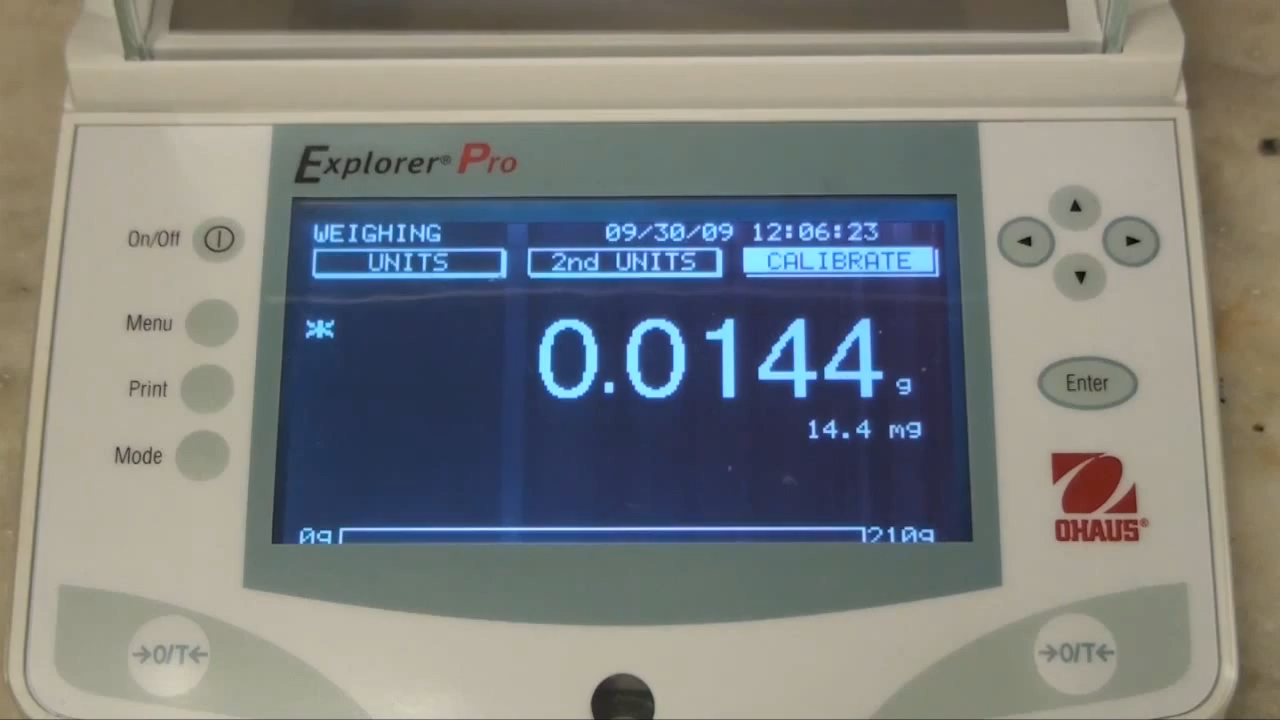 Explorer® Pro
WEIGHING 09/30/09 12:06:23
UNITS 2nd UNITS CALIBRATE
0.0144 g
14.4 mg
0g 210g
On/Off
Menu
Print
Mode
Enter
OHAUS®
→0/T←
→0/T←